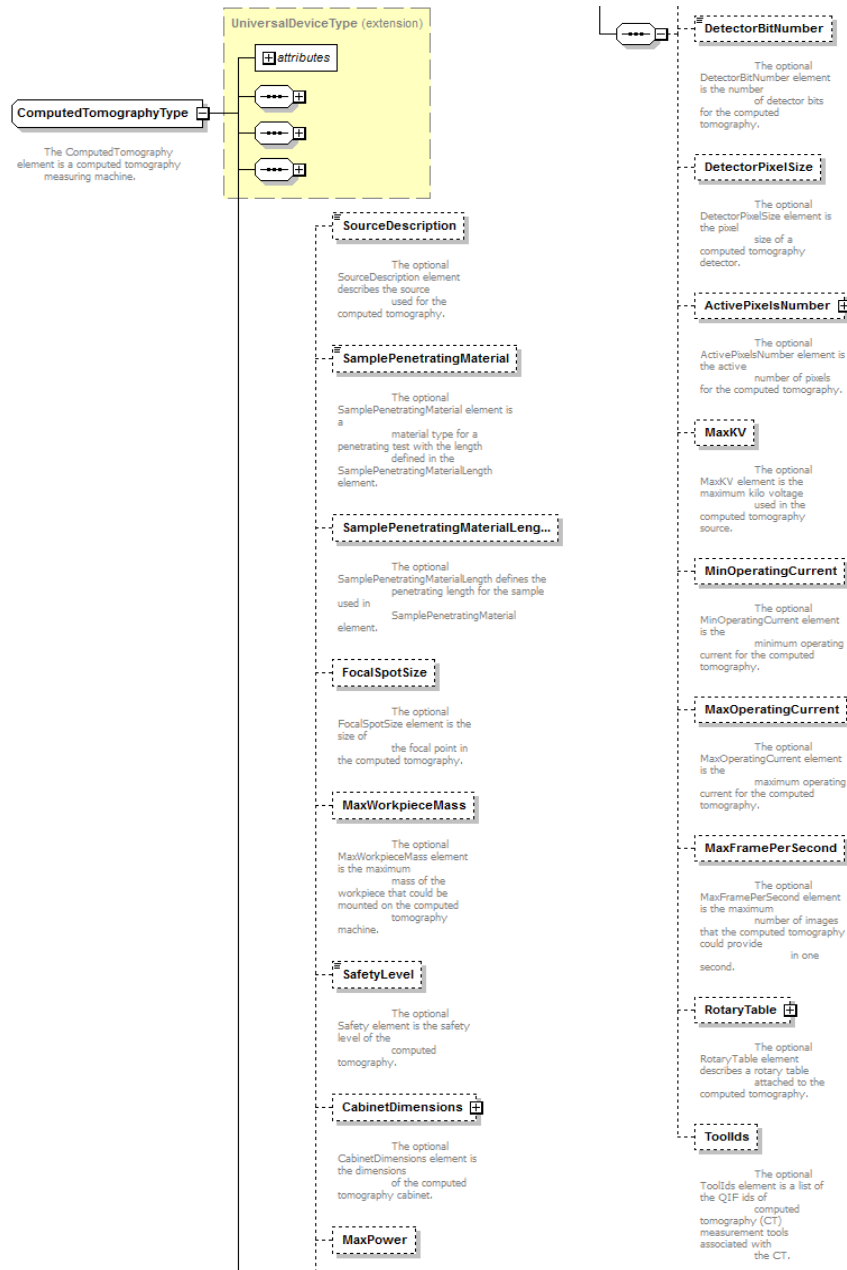 UniversalDeviceType (extension)
attributes
ComputedTomographyType
The ComputedTomography
element is a computed tomography
measuring machine.
SourceDescription
The optional
SourceDescription element
describes the source
used for the
computed tomography.
SamplePenetratingMaterial
The optional
SamplePenetratingMaterial element is
a
material type for a
penetrating test with the length
defined in the
SamplePenetratingMaterialLength
element.
SamplePenetratingMaterialLeng...
The optional
SamplePenetratingMaterialLength defines the
penetrating length for the sample
used in
SamplePenetratingMaterial
element.
FocalSpotSize
The optional
FocalSpotSize element is the
size of
the focal point in
the computed tomography.
MaxWorkpieceMass
The optional
MaxWorkpieceMass element
is the maximum
mass of the
workpiece that could be
mounted on the computed
tomography
machine.
SafetyLevel
The optional
Safety element is the safety
level of the
computed
tomography.
CabinetDimensions
The optional
CabinetDimensions element is
the dimensions
of the computed
tomography cabinet.
MaxPower
DetectorBitNumber
The optional
DetectorBitNumber element
is the number
of detector bits
for the computed
tomography.
DetectorPixelSize
The optional
DetectorPixelSize element is
the pixel
size of a
computed tomography
detector.
ActivePixelsNumber
The optional
ActivePixelsNumber element is
the active
number of pixels
for the computed tomography.
MaxKV
The optional
MaxKV element is the
maximum kilo voltage
used in the
computed tomography
source.
MinOperatingCurrent
The optional
MinOperatingCurrent element
is the
minimum operating
current for the computed
tomography.
MaxOperatingCurrent
The optional
MaxOperatingCurrent element
is the
maximum operating
current for the computed
tomography.
MaxFramePerSecond
The optional
MaxFramePerSecond element
is the maximum
number of images
that the computed tomography
could provide
in one
second.
RotaryTable
The optional
RotaryTable element
describes a rotary table
attached to the
computed tomography.
ToolIds
The optional
ToolIds element is a list of
the QIF ids of
computed
tomography (CT)
measurement tools
associated with
the CT.